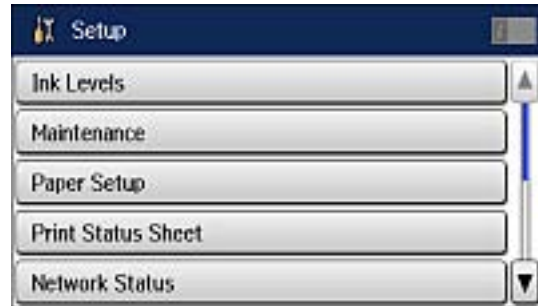 Setup
Ink Levels
Maintenance
Paper Setup
Print Status Sheet
Network Status